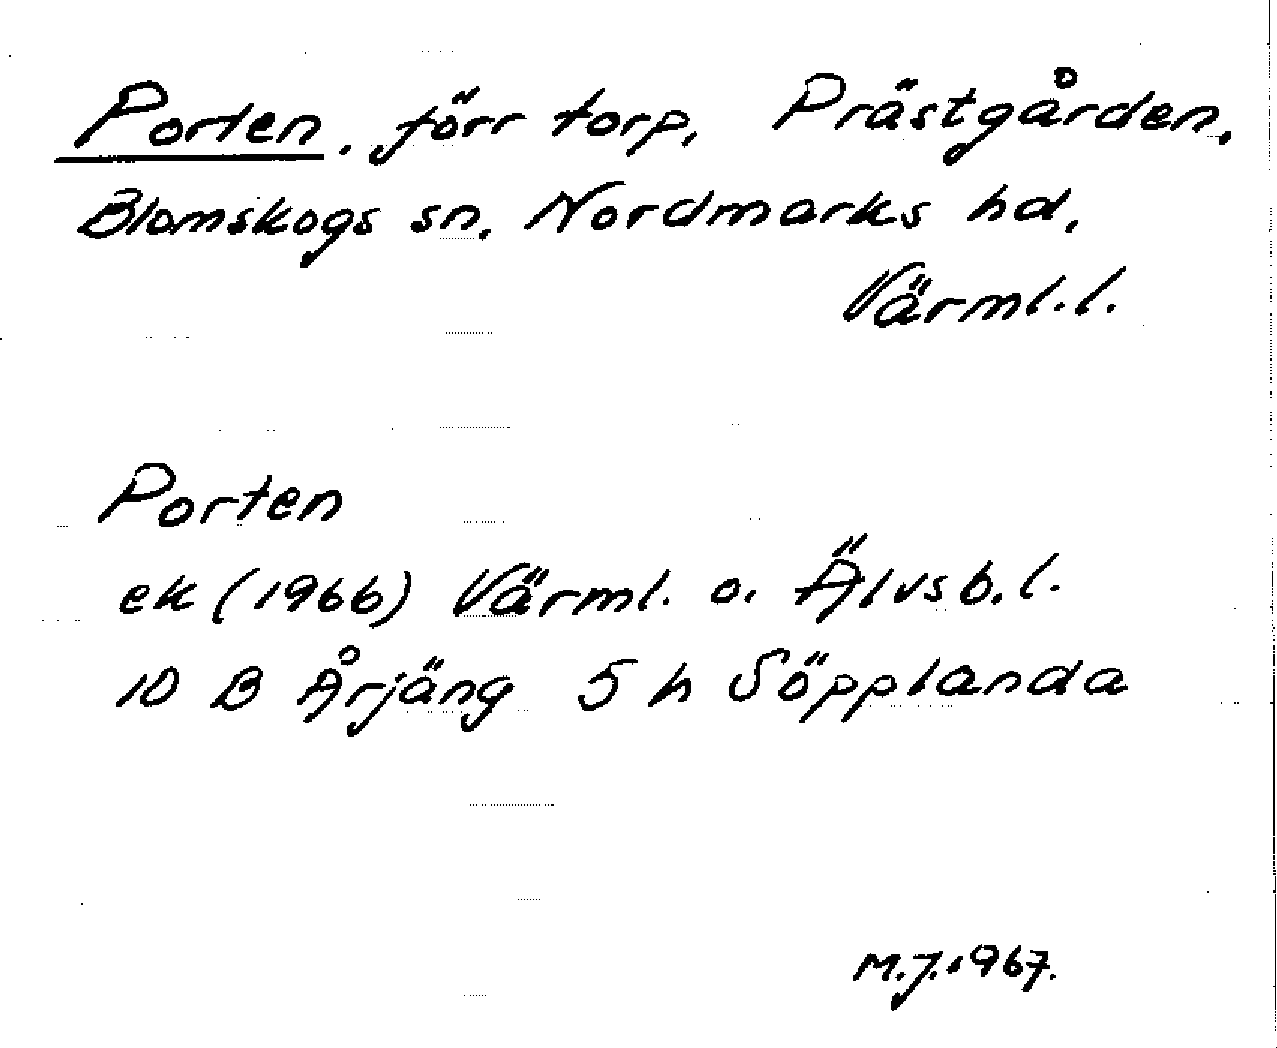 Porten, förr torp, Prästgården,
Blomskogs sn. Nordmarks hd.
Värml.l.
Porten
ek (1966) Värml. o. Älvsb.l.
10 B Årjäng 5 h Söpplanda
M.J.1967.